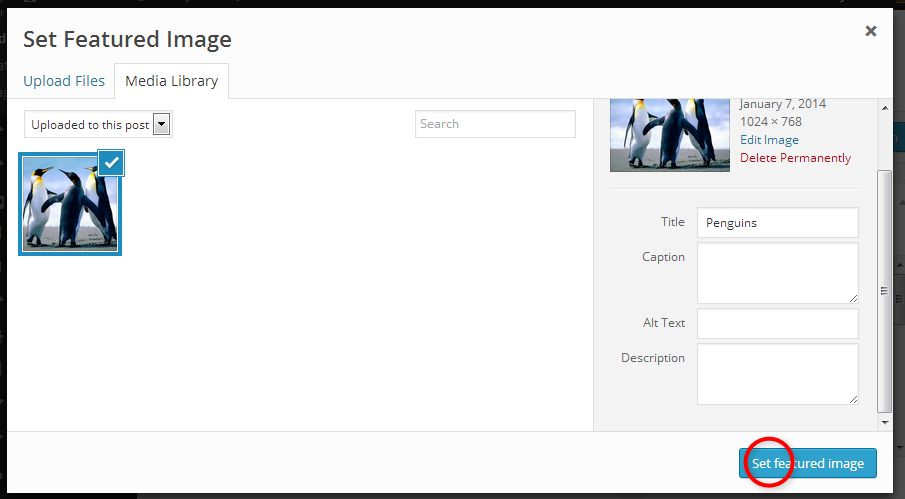 Set Featured Image
Upload Files
Media Library
Uploaded to this post
Search
January 7, 2014
1024 × 768
Edit Image
Delete Permanently
Title
Penguins
Caption
Alt Text
Description
Set featured image